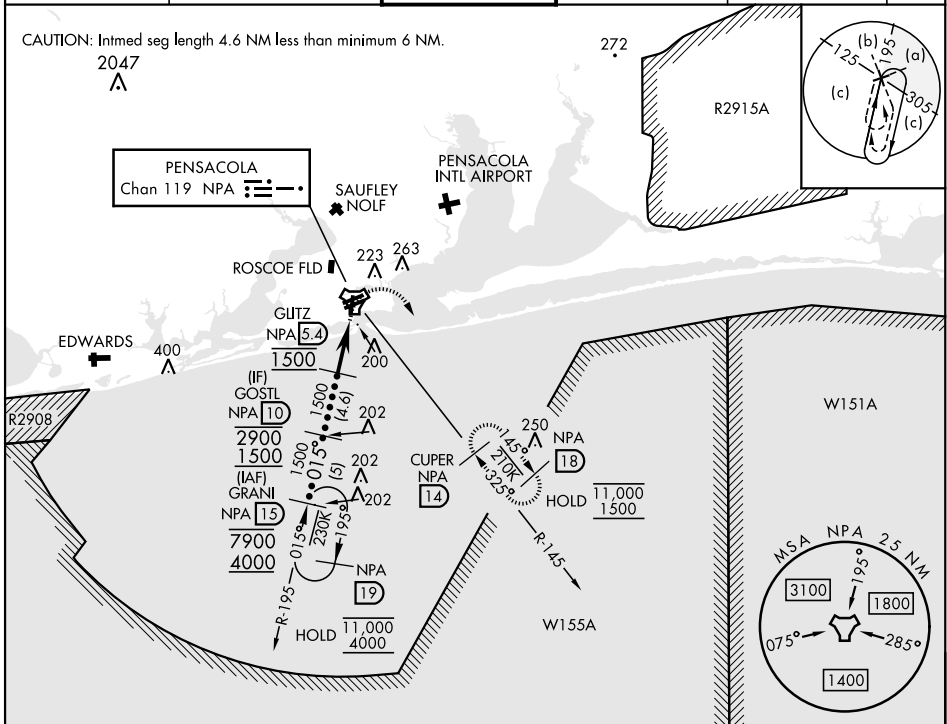 CAUTION: Intmed seg length 4.6 NM less than minimum 6 NM.
2047
272
R2915A
(b)
195
(a)
125
(c)
305
(c)
PENSACOLA
Chan 119 NPA
SAUFLEY
NOLF
PENSACOLA
INTL AIRPORT
ROSCOE FLD
223
263
GLITZ
NPA 5.4
1500
200
EDWARDS
400
R2908
(IF)
GOSTL
NPA 10
2900
1500
1500
(4.6)
202
015°
1500
(5)
(IAF)
GRANI
NPA 15
7900
4000
202
202
015°
230K
195°
R-195
NPA
19
HOLD 11,000
4000
CUPER
NPA
14
145°
210K
325°
250
NPA
18
HOLD 11,000
1500
R-145
W151A
W155A
MSA NPA 25 NM
195°
3100
1800
075°
285°
1400